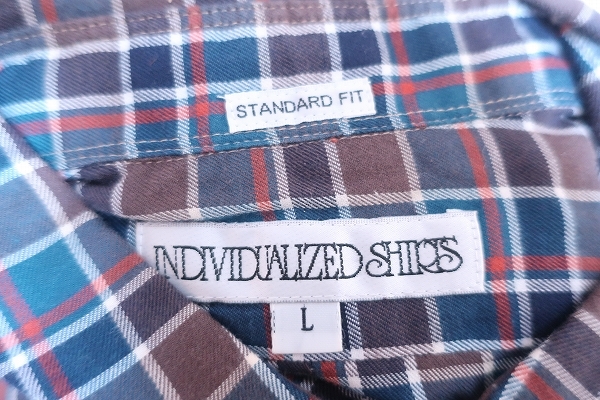 STANDARD FIT
INDIVIDUALIZED SHIRTS
L